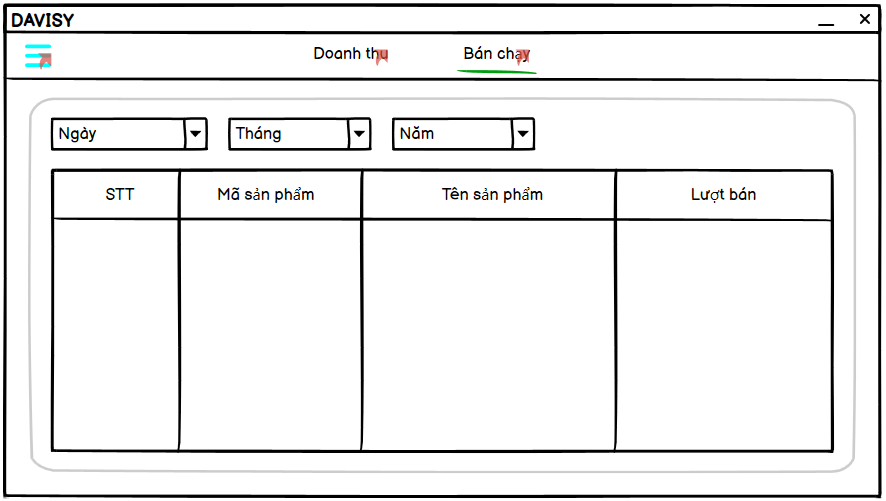 DAVISY
Doanh thu Bán chạy
Ngày Tháng Năm
STT Mã sản phẩm Tên sản phẩm Lượt bán